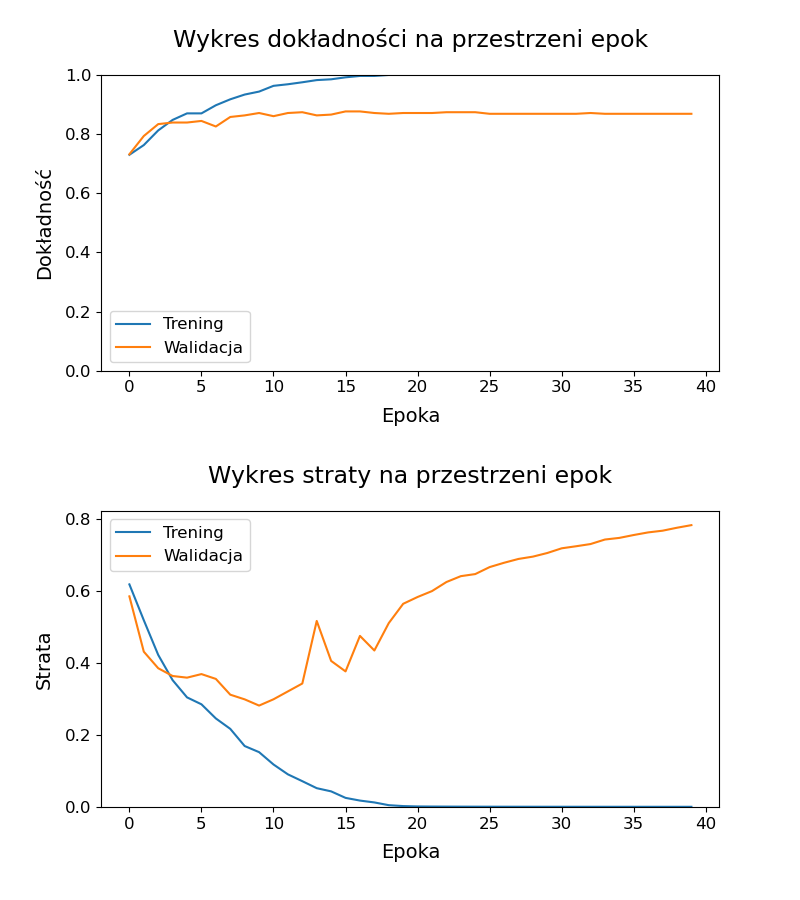 Wykres dokładności na przestrzeni epok
1.0
0.8
0.6
0.4
0.2
0.0
Dokładność
Trening
Walidacja
0 5 10 15 20 25 30 35 40
Epoka
Wykres straty na przestrzeni epok
0.8
0.6
0.4
0.2
0.0
Strata
Trening
Walidacja
0 5 10 15 20 25 30 35 40
Epoka